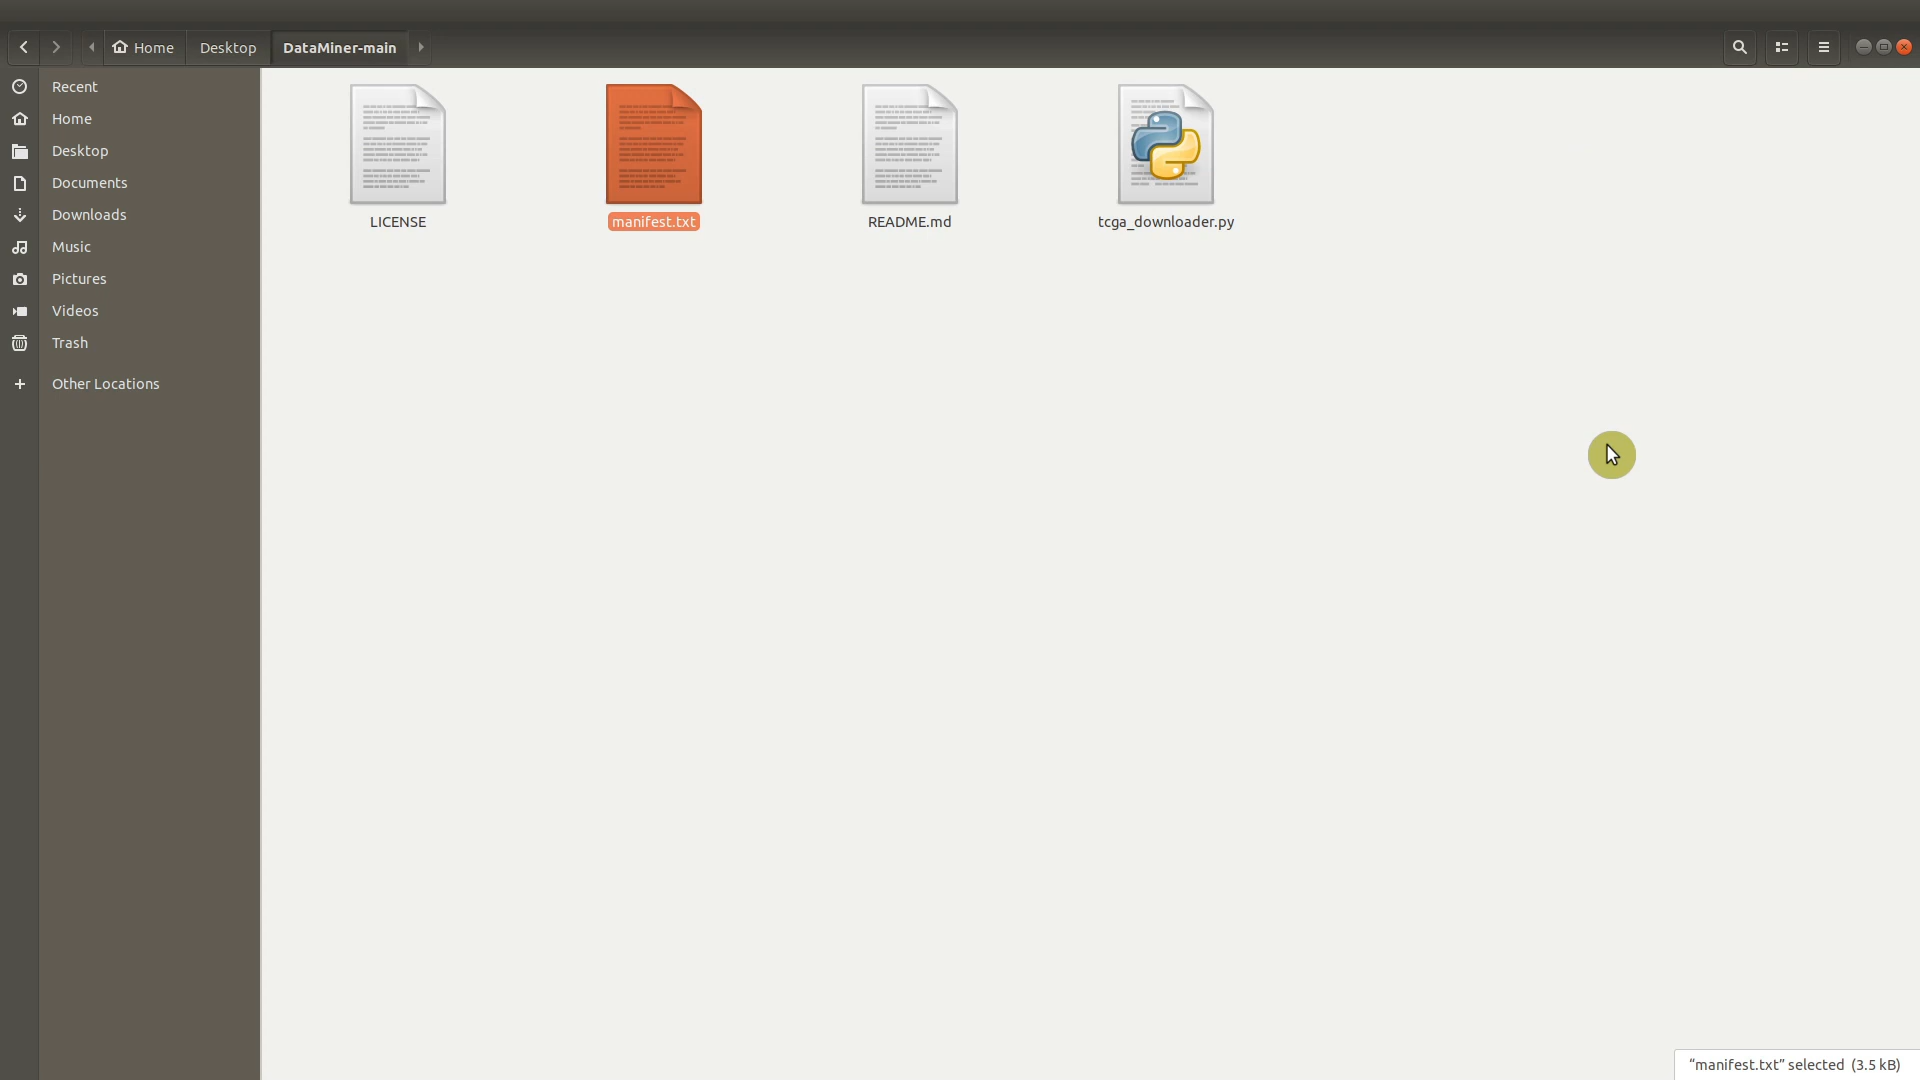 Home
Desktop
DataMiner-main
Recent
Home
Desktop
Documents
Downloads
Music
Pictures
Videos
Trash
Other Locations
LICENSE
manifest.txt
README.md
tcga_downloader.py
“manifest.txt” selected (3.5 kB)